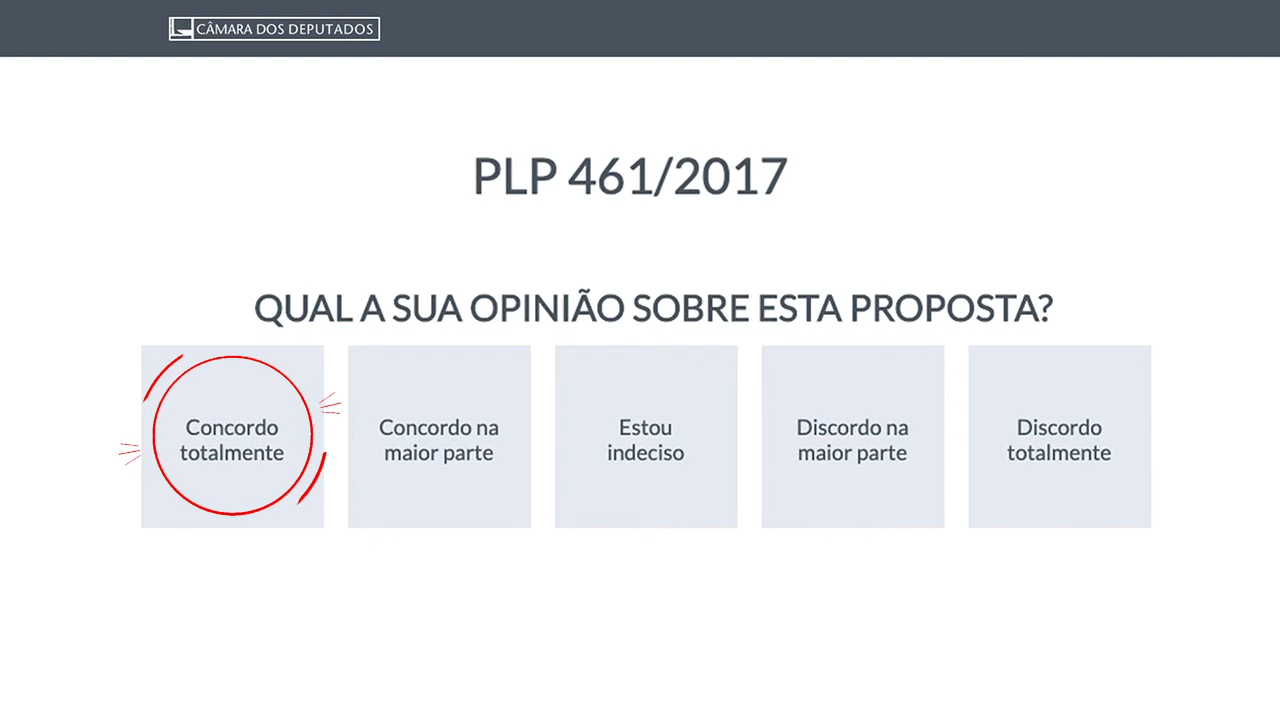 CÂMARA DOS DEPUTADOS
PLP 461/2017
QUAL A SUA OPINIÃO SOBRE ESTA PROPOSTA?
Concordo
totalmente
Concordo na
maior parte
Estou
indeciso
Discordo na
maior parte
Discordo
totalmente